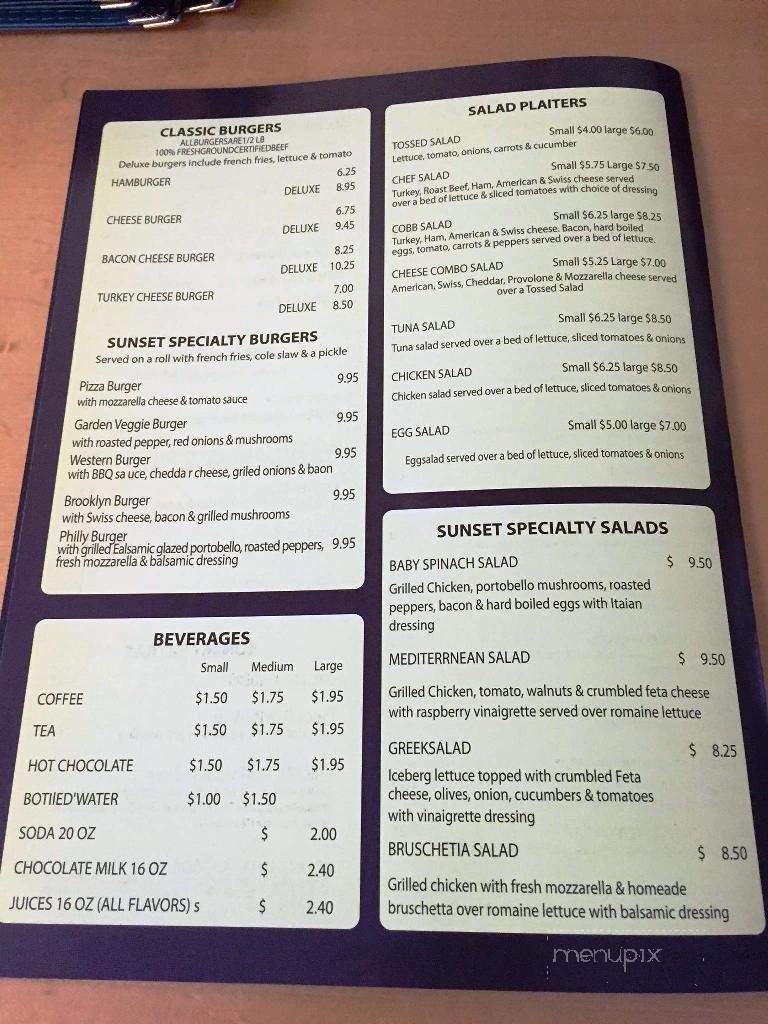 CLASSIC BURGERS
ALLBURGERSARE1/2 LB
100% FRESHGROUNDCERTIFIEDBEEF
Deluxe burgers include french fries, lettuce & tomato
HAMBURGER 6.25
DELUXE 8.95
CHEESE BURGER 6.75
DELUXE 9.45
BACON CHEESE BURGER 8.25
DELUXE 10.25
TURKEY CHEESE BURGER 7.00
DELUXE 8.50
SUNSET SPECIALTY BURGERS
Served on a roll with french fries, cole slaw & a pickle
Pizza Burger 9.95
with mozzarella cheese & tomato sauce
Garden Veggie Burger 9.95
with roasted pepper, red onions & mushrooms
Western Burger 9.95
with BBQ sa uce, chedda r cheese, griled onions & baon
Brooklyn Burger 9.95
with Swiss cheese, bacon & grilled mushrooms
Philly Burger
with grilled Ealsamic glazed portobello, roasted peppers, 9.95
fresh mozzarella & balsamic dressing
BEVERAGES
Small Medium Large
COFFEE $1.50 $1.75 $1.95
TEA $1.50 $1.75 $1.95
HOT CHOCOLATE $1.50 $1.75 $1.95
BOTIIED'WATER $1.00 $1.50
SODA 20 OZ $ 2.00
CHOCOLATE MILK 16 OZ $ 2.40
JUICES 16 OZ (ALL FLAVORS) s $ 2.40
SALAD PLAITERS
TOSSED SALAD Small $4.00 large $6.00
Lettuce, tomato, onions, carrots & cucumber
CHEF SALAD Small $5.75 Large $7.50
Turkey, Roast Beef, Ham, American & Swiss cheese served
over a bed of lettuce & sliced tomatoes with choice of dressing
COBB SALAD Small $6.25 large $8.25
Turkey, Ham, American & Swiss cheese. Bacon, hard boiled
eggs, tomato, carrots & peppers served over a bed of lettuce.
CHEESE COMBO SALAD Small $5.25 Large $7.00
American, Swiss, Cheddar, Provolone & Mozzarella cheese served
over a Tossed Salad
TUNA SALAD Small $6.25 large $8.50
Tuna salad served over a bed of lettuce, sliced tomatoes & onions
CHICKEN SALAD Small $6.25 large $8.50
Chicken salad served over a bed of lettuce, sliced tomatoes & onions
EGG SALAD Small $5.00 large $7.00
Eggsalad served over a bed of lettuce, sliced tomatoes & onions
SUNSET SPECIALTY SALADS
BABY SPINACH SALAD $ 9.50
Grilled Chicken, portobello mushrooms, roasted
peppers, bacon & hard boiled eggs with Itaian
dressing
MEDITERRNEAN SALAD $ 9.50
Grilled Chicken, tomato, walnuts & crumbled feta cheese
with raspberry vinaigrette served over romaine lettuce
GREEKSALAD $ 8.25
Iceberg lettuce topped with crumbled Feta
cheese, olives, onion, cucumbers & tomatoes
with vinaigrette dressing
BRUSCHETIA SALAD $ 8.50
Grilled chicken with fresh mozzarella & homeade
bruschetta over romaine lettuce with balsamic dressing
menupix